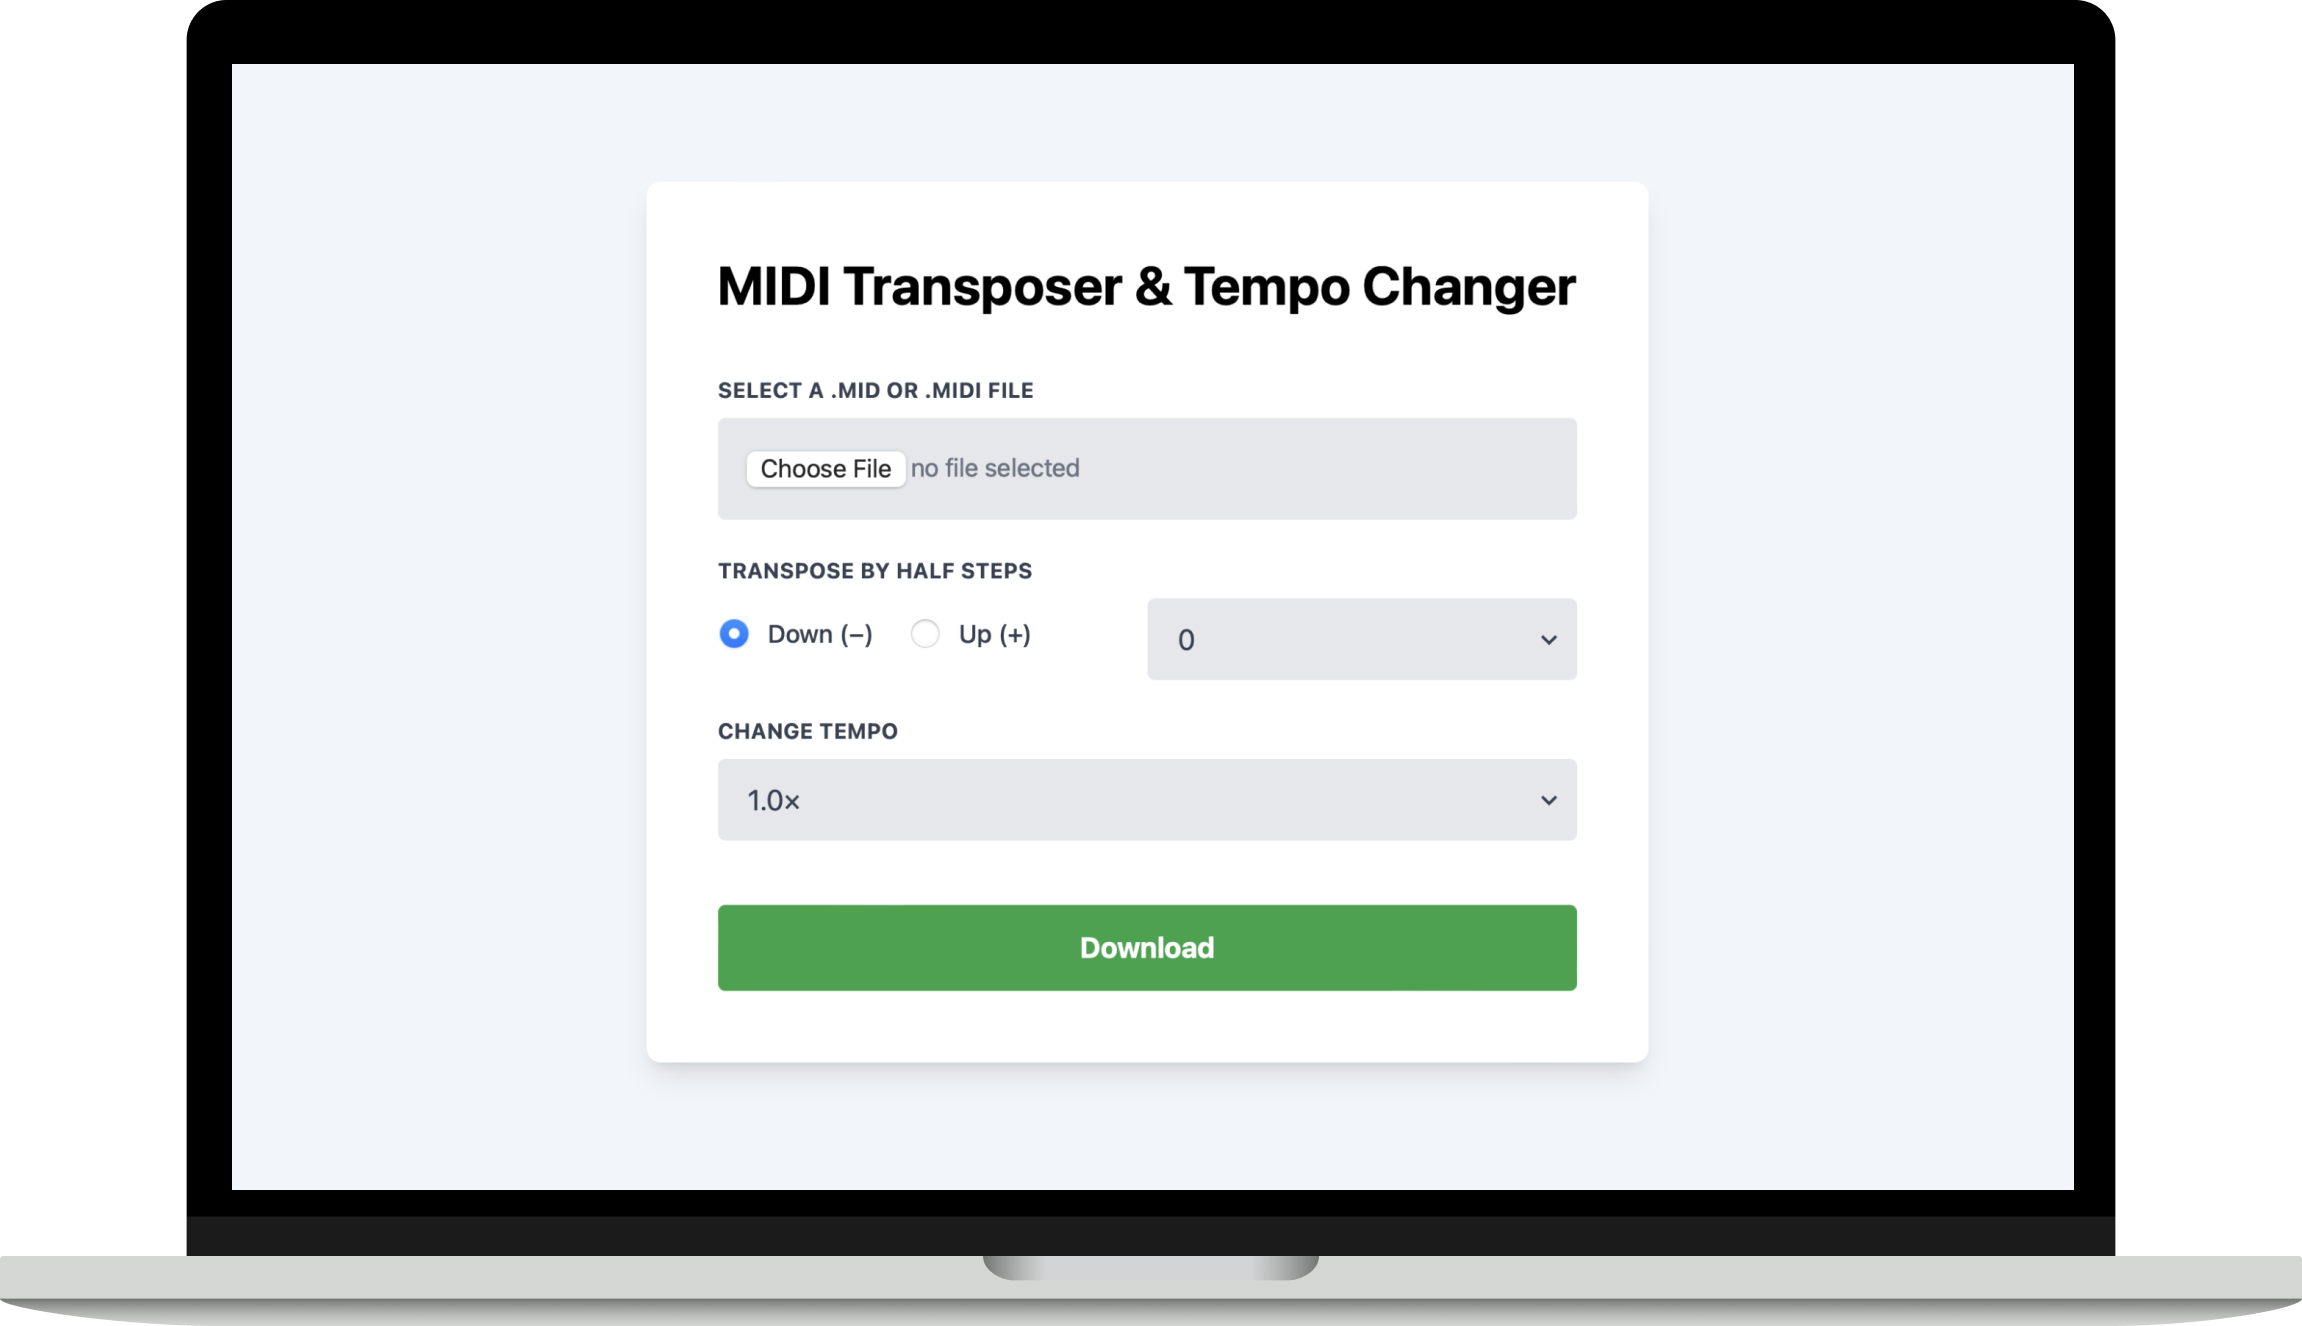 MIDI Transposer & Tempo Changer
SELECT A .MID OR .MIDI FILE
Choose File no file selected
TRANSPOSE BY HALF STEPS
Down (–) Up (+) 0
CHANGE TEMPO
1.0×
Download